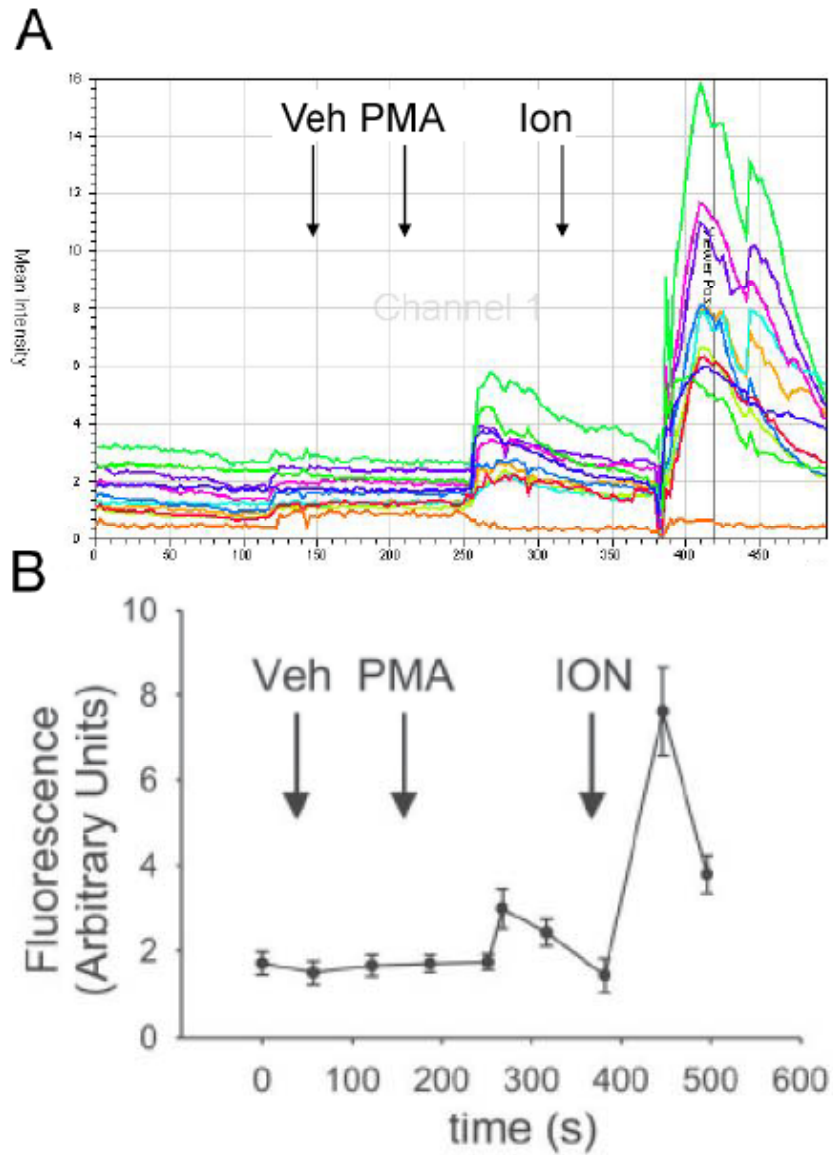 A
16
Veh PMA Ion
14
12
10
8
6
4
2
0
Mean Intensity
Channel 1
0 50 100 150 200 250 300 350 400 450
B
10
8
6
4
2
0
Veh PMA ION
Fluorescence
(Arbitrary Units)
0 100 200 300 400 500 600
time (s)